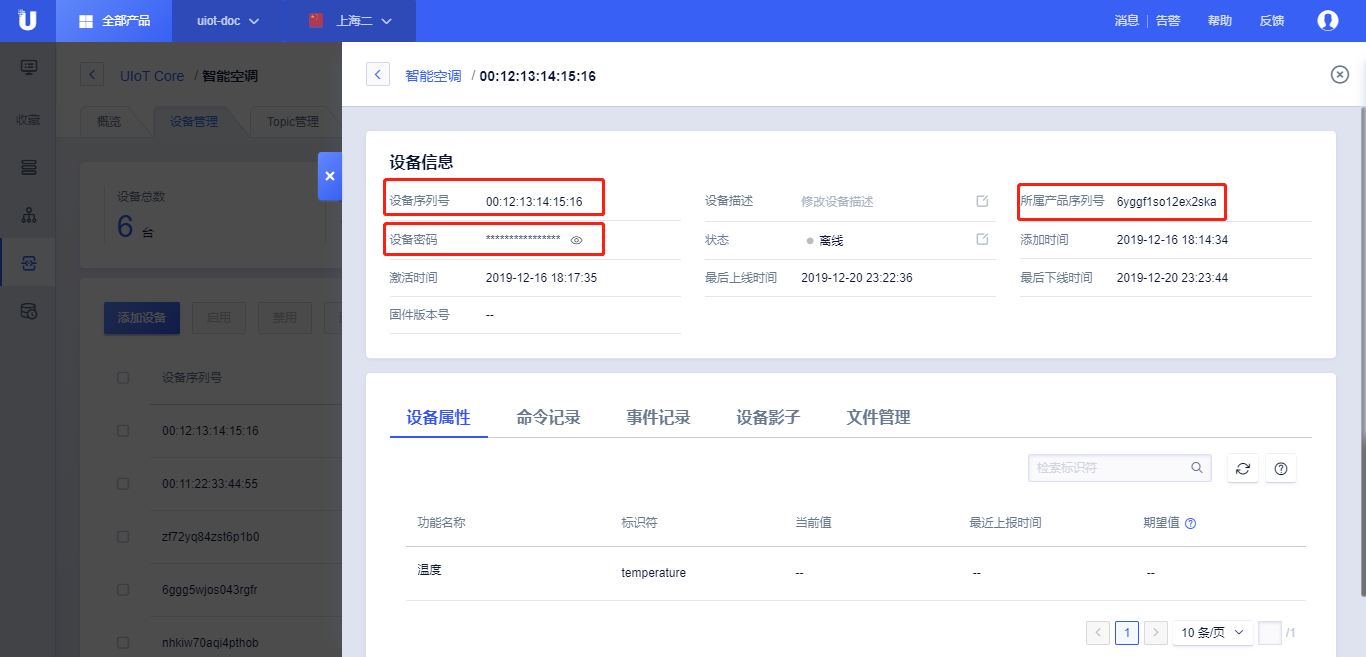 U 全部产品 uiot-doc 上海二 消息 告警 帮助 反馈
UIoT Core / 智能空调
智能空调 / 00:12:13:14:15:16
收藏
概览 设备管理 Topic管理
设备总数
6 台
设备信息
设备序列号 00:12:13:14:15:16 设备描述 修改设备描述 所属产品序列号 6yggf1so12ex2ska
设备密码 **************** 状态 离线 添加时间 2019-12-16 18:14:34
激活时间 2019-12-16 18:17:35 最后上线时间 2019-12-20 23:22:36 最后下线时间 2019-12-20 23:23:44
固件版本号 --
添加设备 启用 禁用
设备序列号
00:12:13:14:15:16
00:11:22:33:44:55
zf72yq84zst6p1b0
6ggg5wjos043rgfr
nhkiw70aqi4pthob
设备属性 命令记录 事件记录 设备影子 文件管理
检索标识符
功能名称 标识符 当前值 最近上报时间 期望值
温度 temperature -- -- --
1 10 条/页 /1